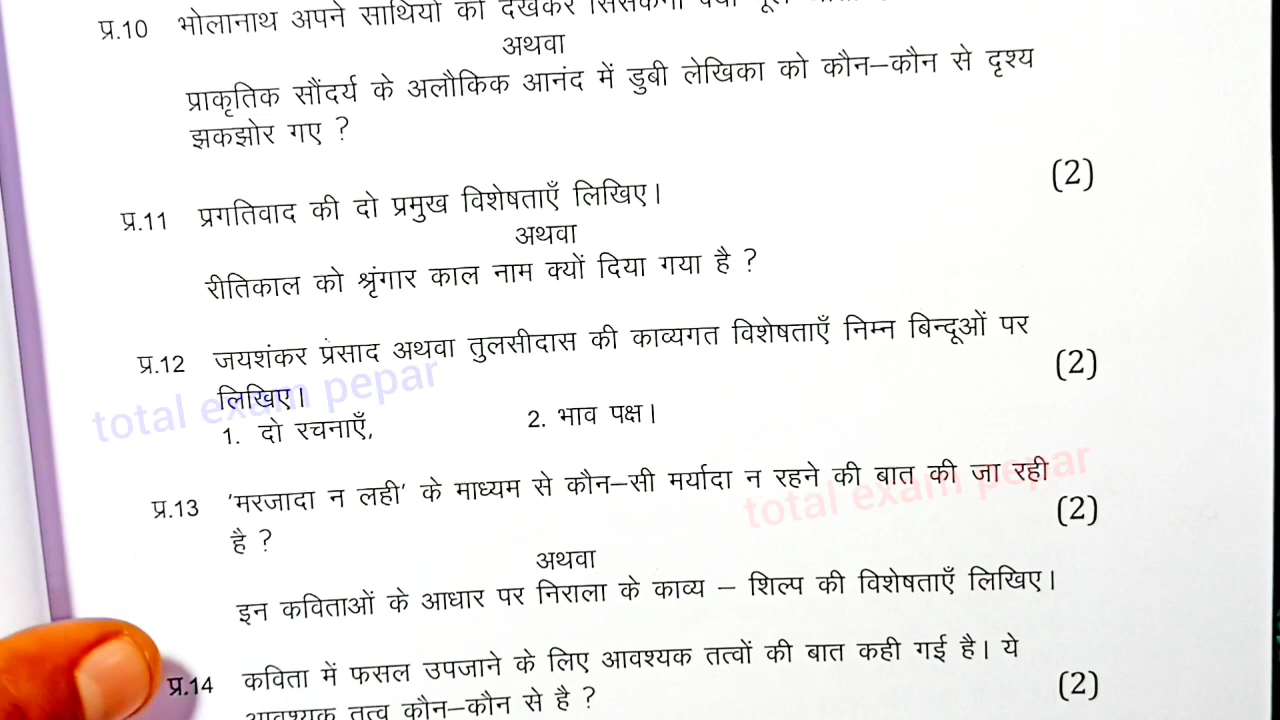 प्र.10 भोलानाथ अपने साथियों को देखकर सिसकना क्यों
अथवा
प्राकृतिक सौंदर्य के अलौकिक आनंद में डुबी लेखिका को कौन–कौन से दृश्य
झकझोर गए ?
(2)
प्र.11 प्रगतिवाद की दो प्रमुख विशेषताएँ लिखिए।
अथवा
रीतिकाल को श्रृंगार काल नाम क्यों दिया गया है ?
प्र.12 जयशंकर प्रसाद अथवा तुलसीदास की काव्यगत विशेषताएँ निम्न बिन्दूओं पर (2)
लिखिए।
1. दो रचनाएँ, 2. भाव पक्ष।
total exam pepar
प्र.13 'मरजादा न लही' के माध्यम से कौन–सी मर्यादा न रहने की बात की जा रही (2)
है ?
total exam pepar
अथवा
इन कविताओं के आधार पर निराला के काव्य – शिल्प की विशेषताएँ लिखिए।
प्र.14 कविता में फसल उपजाने के लिए आवश्यक तत्वों की बात कही गई है। ये (2)
आवश्यक तत्व कौन–कौन से है ?